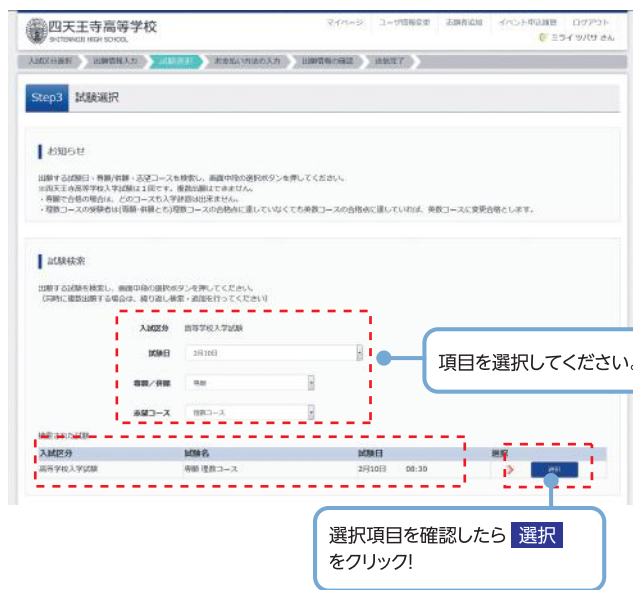 四天王寺高等学校
SHITENNOJI HIGH SCHOOL
マイページ ユーザ情報変更 志願者追加 イベント申込履歴 ログアウト
ミライ ツバサ さん
入試区分選択 出願情報入力 試験選択 お支払い方法の入力 出願情報の確認 送信完了
Step3 試験選択
お知らせ
出願する試験日・専願/併願・志望コースを検索し、画面中段の選択ボタンを押してください。
※四天王寺高等学校入学試験は1回です。複数出願はできません。
・専願で合格の場合は、どのコースも入学辞退は出来ません。
・理数コースの受験者は(専願・併願とも)理数コースの合格点に達していなくても英数コースの合格点に達していれば、英数コースに変更合格とします。
試験検索
出願する試験を検索し、画面中段の選択ボタンを押してください。
(同時に複数出願する場合は、繰り返し検索・追加を行ってください)
入試区分 高等学校入学試験
試験日 2月10日
専願／併願 専願
志望コース 理数コース
項目を選択してください。
検索された試験
入試区分 試験名 試験日 選択
高等学校入学試験 専願 理数コース 2月10日 08:30 選択
選択項目を確認したら 選択
をクリック!